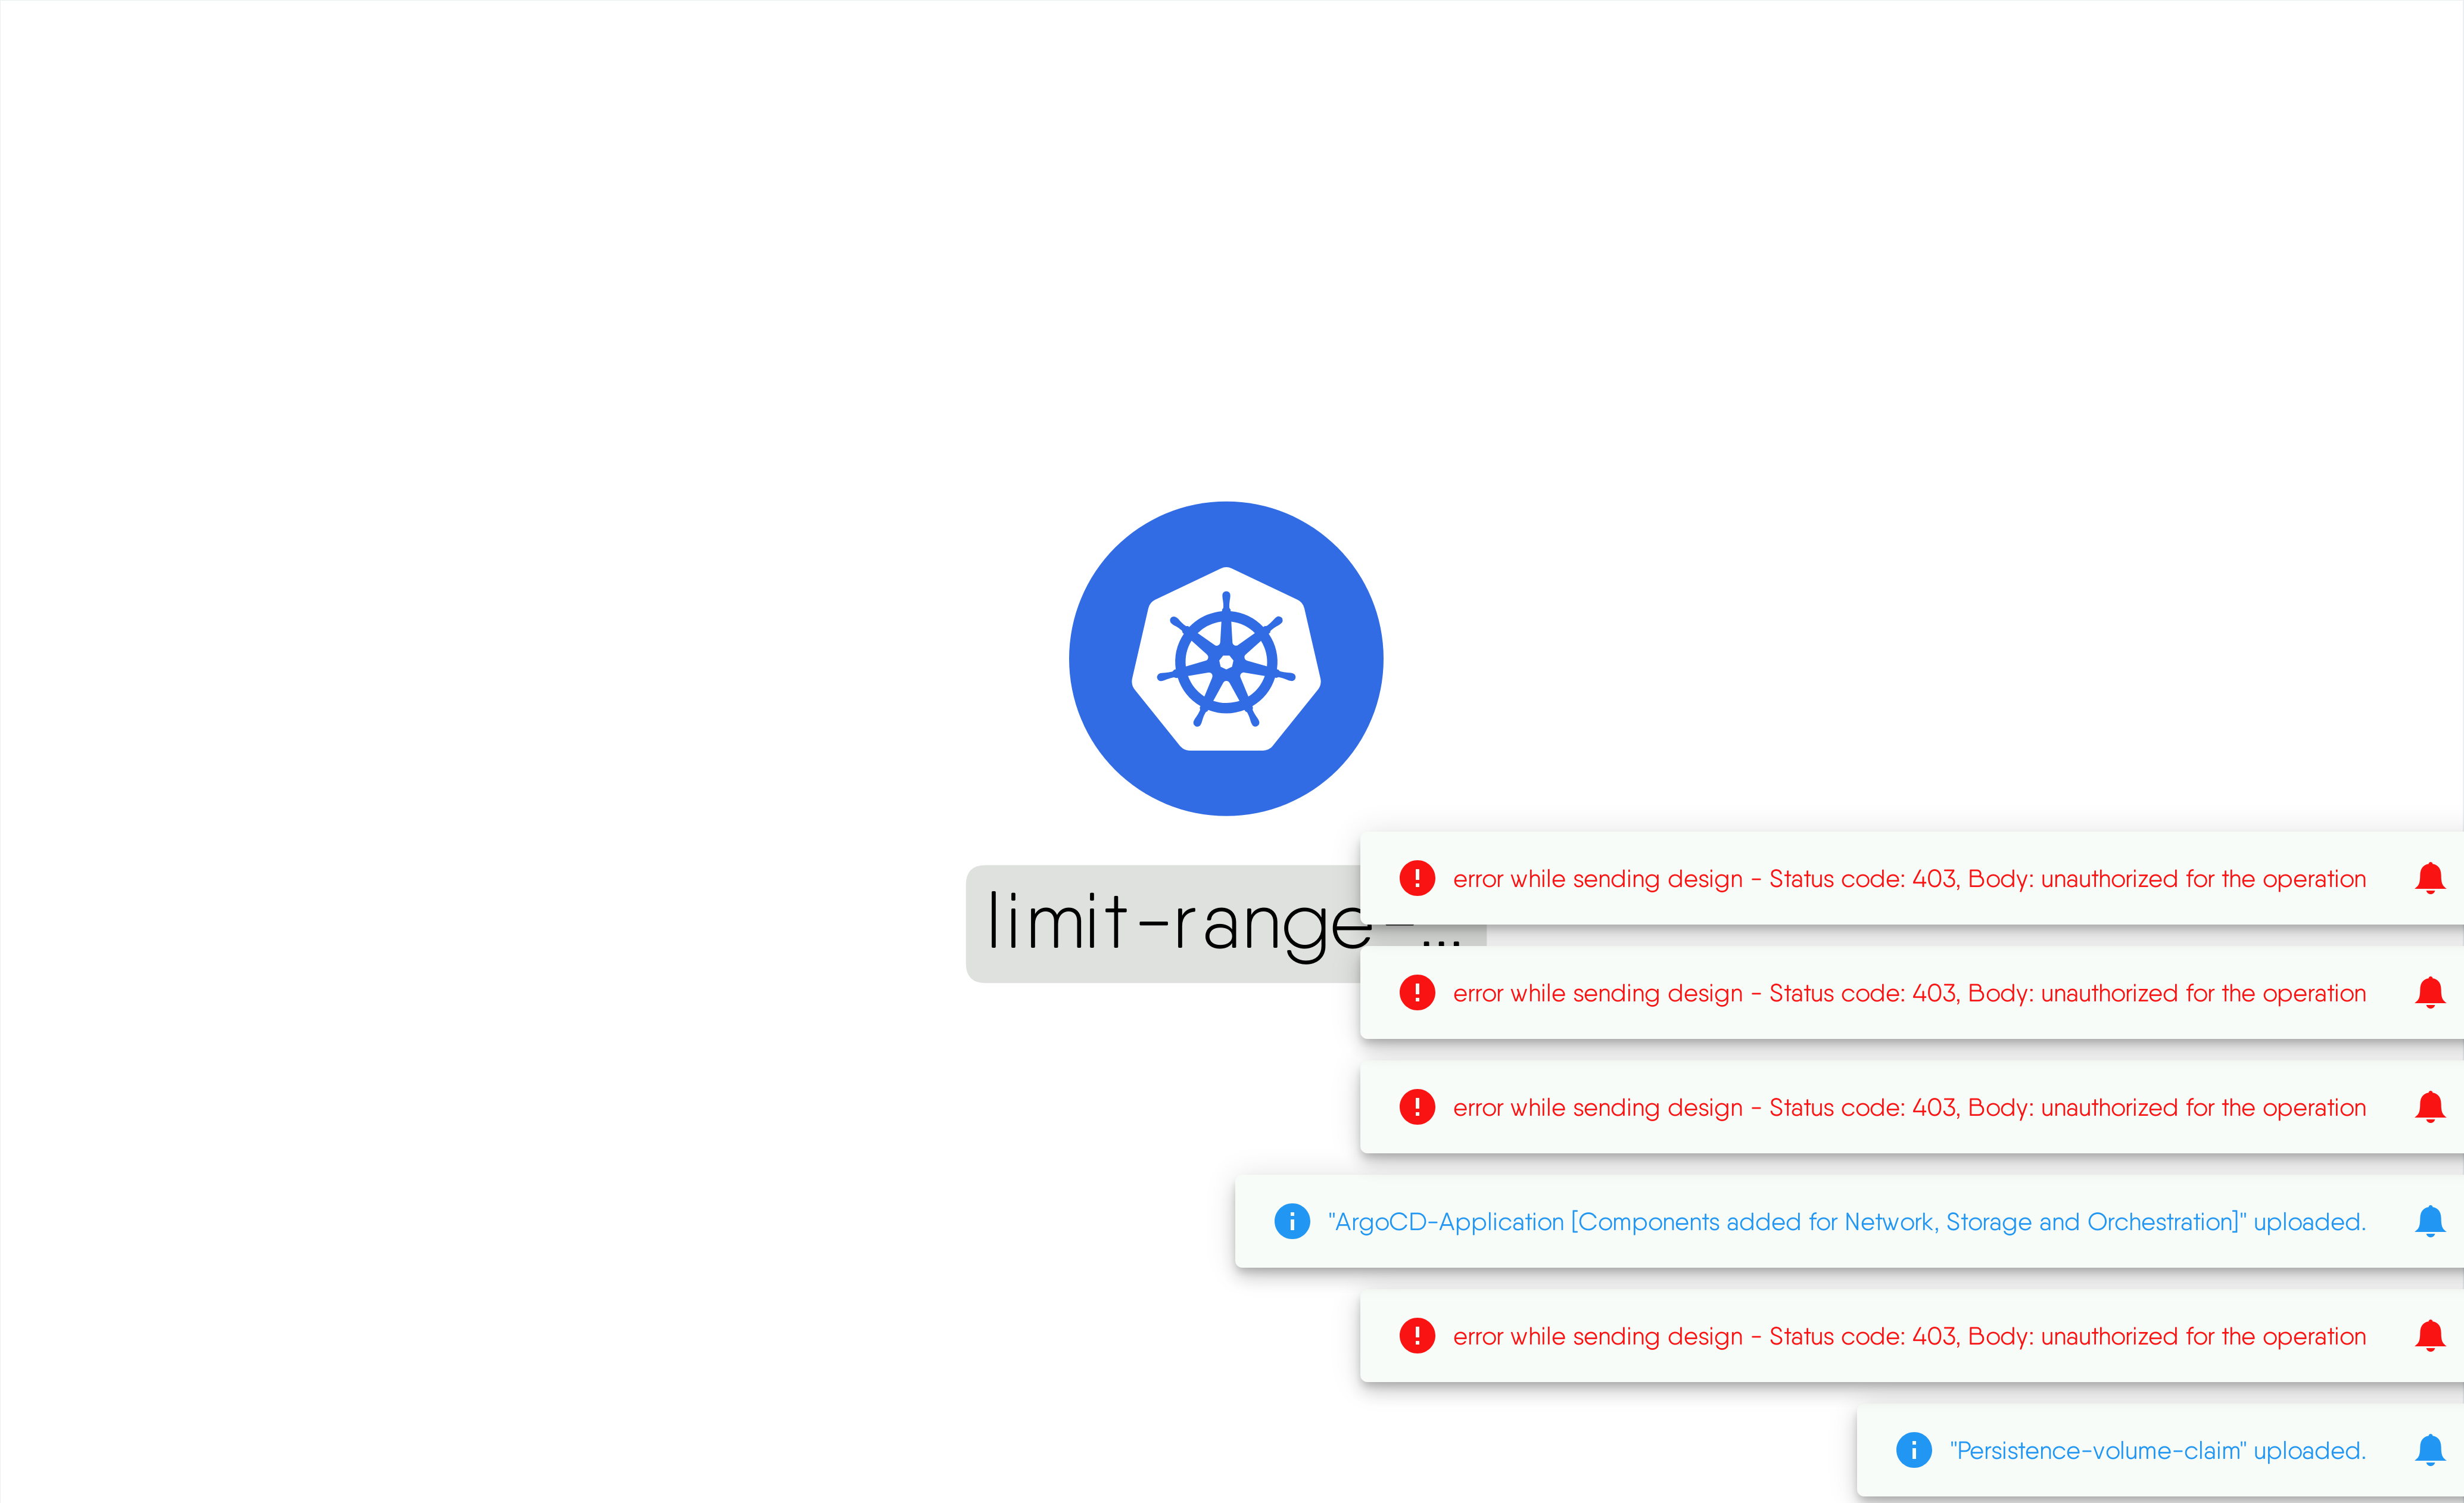 limit-range-...
error while sending design - Status code: 403, Body: unauthorized for the operation
error while sending design - Status code: 403, Body: unauthorized for the operation
error while sending design - Status code: 403, Body: unauthorized for the operation
"ArgoCD-Application [Components added for Network, Storage and Orchestration]" uploaded.
error while sending design - Status code: 403, Body: unauthorized for the operation
"Persistence-volume-claim" uploaded.